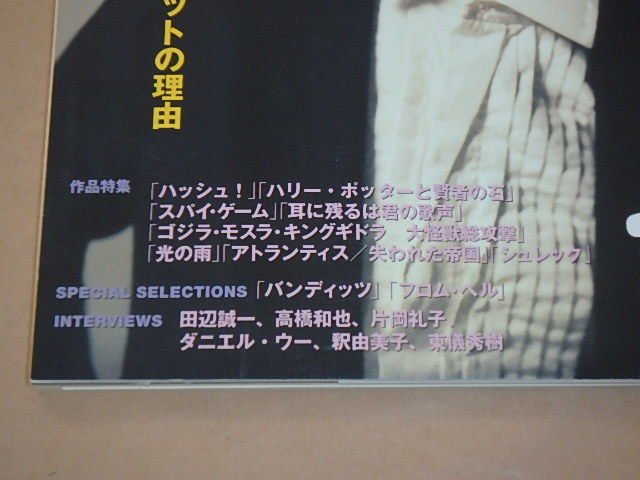 ットの理由
作品特集
「ハッシュ！」「ハリー・ポッターと賢者の石」
「スパイ・ゲーム」「耳に残るは君の歌声」
「ゴジラ・モスラ・キングギドラ　大怪獣総攻撃」
「光の雨」「アトランティス／失われた帝国」「シュレック」
SPECIAL SELECTIONS 「バンディッツ」「フロム・ヘル」
INTERVIEWS 田辺誠一、高橋和也、片岡礼子、
ダニエル・ウー、釈由美子、東儀秀樹